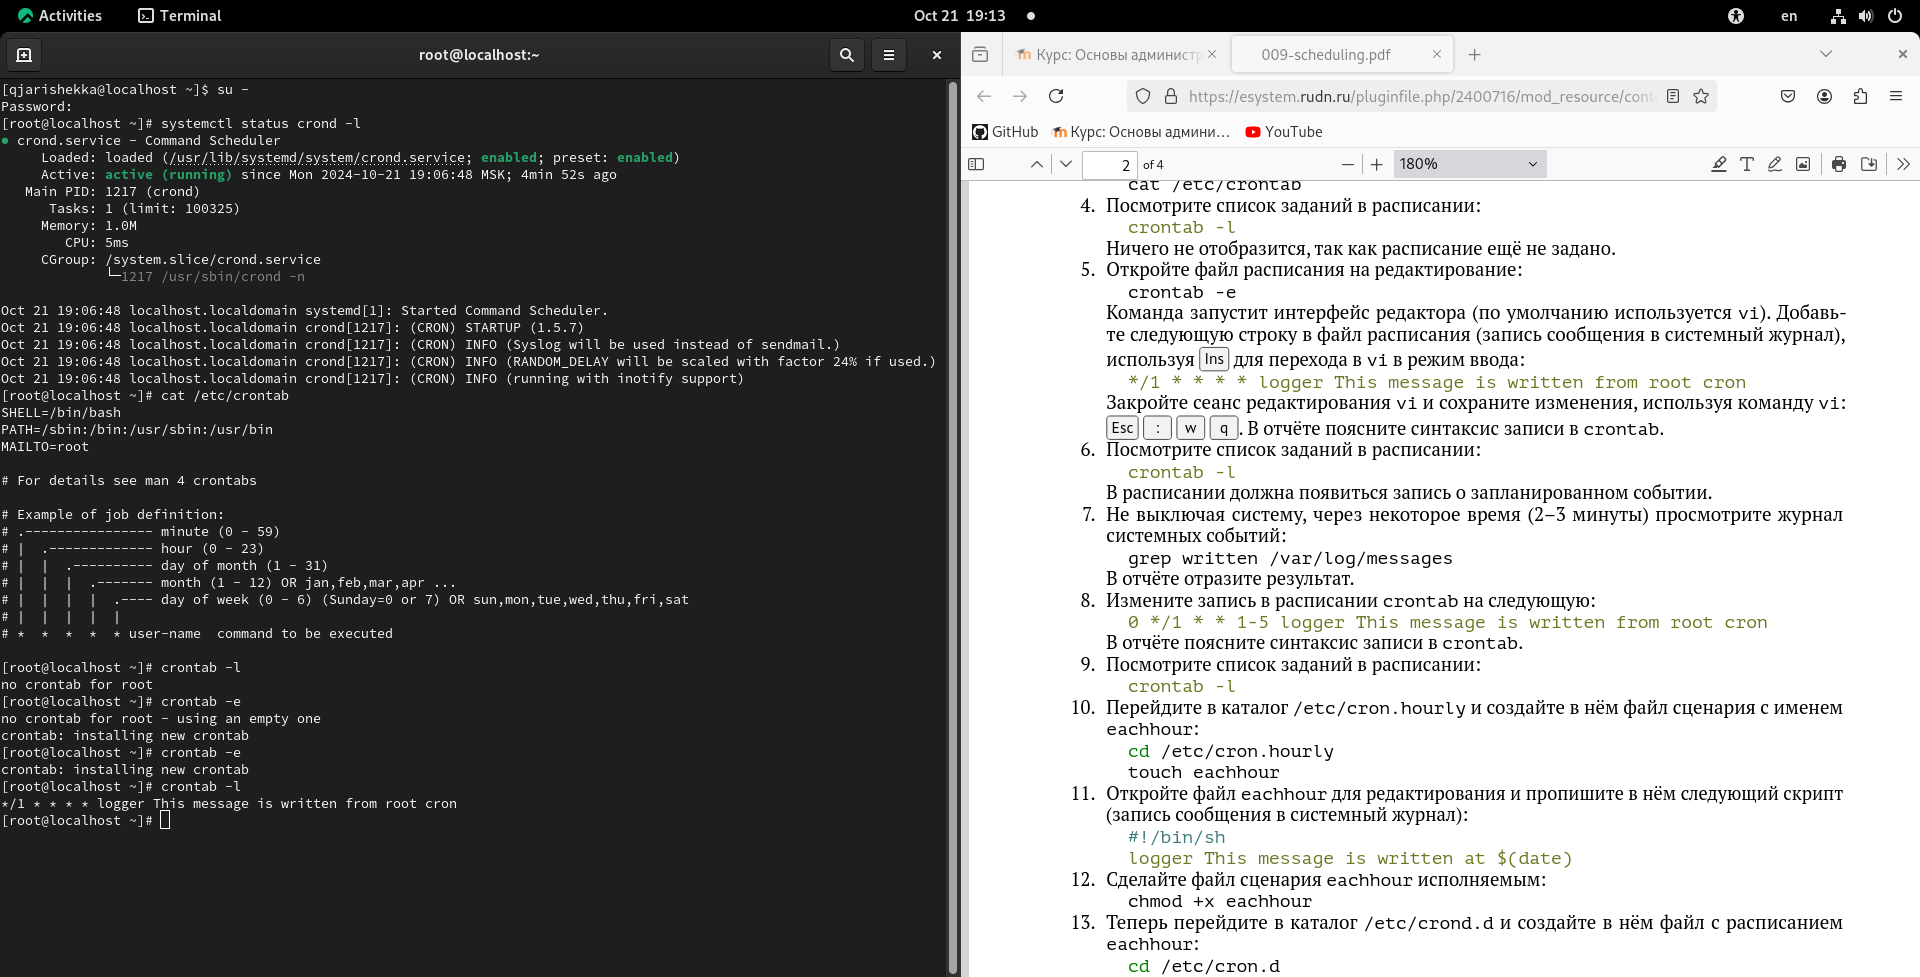 Activities Terminal Oct 21 19:13 en
root@localhost:~
[qjarishekka@localhost ~]$ su -
Password:
[root@localhost ~]# systemctl status crond -l
● crond.service - Command Scheduler
Loaded: loaded (/usr/lib/systemd/system/crond.service; enabled; preset: enabled)
Active: active (running) since Mon 2024-10-21 19:06:48 MSK; 4min 52s ago
Main PID: 1217 (crond)
Tasks: 1 (limit: 100325)
Memory: 1.0M
CPU: 5ms
CGroup: /system.slice/crond.service
└─1217 /usr/sbin/crond -n
Oct 21 19:06:48 localhost.localdomain systemd[1]: Started Command Scheduler.
Oct 21 19:06:48 localhost.localdomain crond[1217]: (CRON) STARTUP (1.5.7)
Oct 21 19:06:48 localhost.localdomain crond[1217]: (CRON) INFO (Syslog will be used instead of sendmail.)
Oct 21 19:06:48 localhost.localdomain crond[1217]: (CRON) INFO (RANDOM_DELAY will be scaled with factor 24% if used.)
Oct 21 19:06:48 localhost.localdomain crond[1217]: (CRON) INFO (running with inotify support)
[root@localhost ~]# cat /etc/crontab
SHELL=/bin/bash
PATH=/sbin:/bin:/usr/sbin:/usr/bin
MAILTO=root
# For details see man 4 crontabs
# Example of job definition:
# .---------------- minute (0 - 59)
# |  .------------- hour (0 - 23)
# |  |  .---------- day of month (1 - 31)
# |  |  |  .------- month (1 - 12) OR jan,feb,mar,apr ...
# |  |  |  |  .---- day of week (0 - 6) (Sunday=0 or 7) OR sun,mon,tue,wed,thu,fri,sat
# |  |  |  |  |
# *  *  *  *  * user-name  command to be executed
[root@localhost ~]# crontab -l
no crontab for root
[root@localhost ~]# crontab -e
no crontab for root - using an empty one
crontab: installing new crontab
[root@localhost ~]# crontab -e
crontab: installing new crontab
[root@localhost ~]# crontab -l
*/1 * * * * logger This message is written from root cron
[root@localhost ~]#
Курс: Основы администр 009-scheduling.pdf
https://esystem.rudn.ru/pluginfile.php/2400716/mod_resource/cont
GitHub Курс: Основы админи… YouTube
2 of 4 180%
cat /etc/crontab
4. Посмотрите список заданий в расписании:
crontab -l
Ничего не отобразится, так как расписание ещё не задано.
5. Откройте файл расписания на редактирование:
crontab -e
Команда запустит интерфейс редактора (по умолчанию используется vi). Добавь-
те следующую строку в файл расписания (запись сообщения в системный журнал),
используя Ins для перехода в vi в режим ввода:
*/1 * * * * logger This message is written from root cron
Закройте сеанс редактирования vi и сохраните изменения, используя команду vi:
Esc : w q . В отчёте поясните синтаксис записи в crontab.
6. Посмотрите список заданий в расписании:
crontab -l
В расписании должна появиться запись о запланированном событии.
7. Не выключая систему, через некоторое время (2–3 минуты) просмотрите журнал
системных событий:
grep written /var/log/messages
В отчёте отразите результат.
8. Измените запись в расписании crontab на следующую:
0 */1 * * 1-5 logger This message is written from root cron
В отчёте поясните синтаксис записи в crontab.
9. Посмотрите список заданий в расписании:
crontab -l
10. Перейдите в каталог /etc/cron.hourly и создайте в нём файл сценария с именем
eachhour:
cd /etc/cron.hourly
touch eachhour
11. Откройте файл eachhour для редактирования и пропишите в нём следующий скрипт
(запись сообщения в системный журнал):
#!/bin/sh
logger This message is written at $(date)
12. Сделайте файл сценария eachhour исполняемым:
chmod +x eachhour
13. Теперь перейдите в каталог /etc/crond.d и создайте в нём файл с расписанием
eachhour:
cd /etc/cron.d